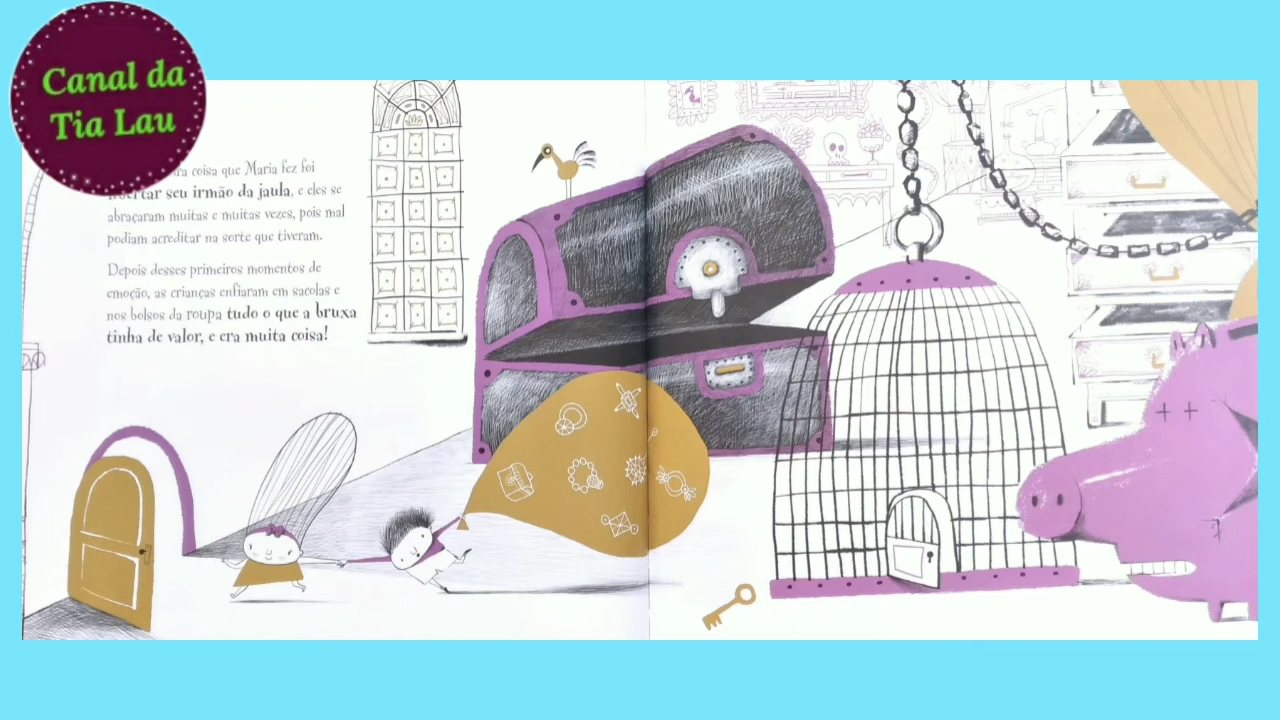 Canal da
Tia Lau
coisa que Maria fez foi
seu irmão da jaula, e eles se
abraçaram muitas e muitas vezes, pois mal
podiam acreditar na sorte que tiveram.
Depois desses primeiros momentos de
emoção, as crianças enfiaram em sacolas e
nos bolsos da roupa tudo o que a bruxa
tinha de valor, e era muita coisa!